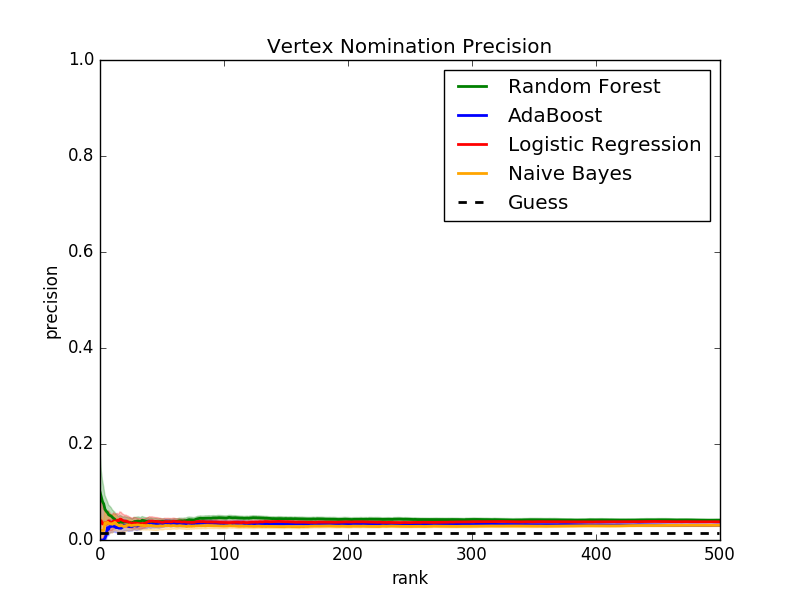 Vertex Nomination Precision
1.0
0.8
0.6
0.4
0.2
0.0
precision
Random Forest
AdaBoost
Logistic Regression
Naive Bayes
Guess
0 100 200 300 400 500
rank